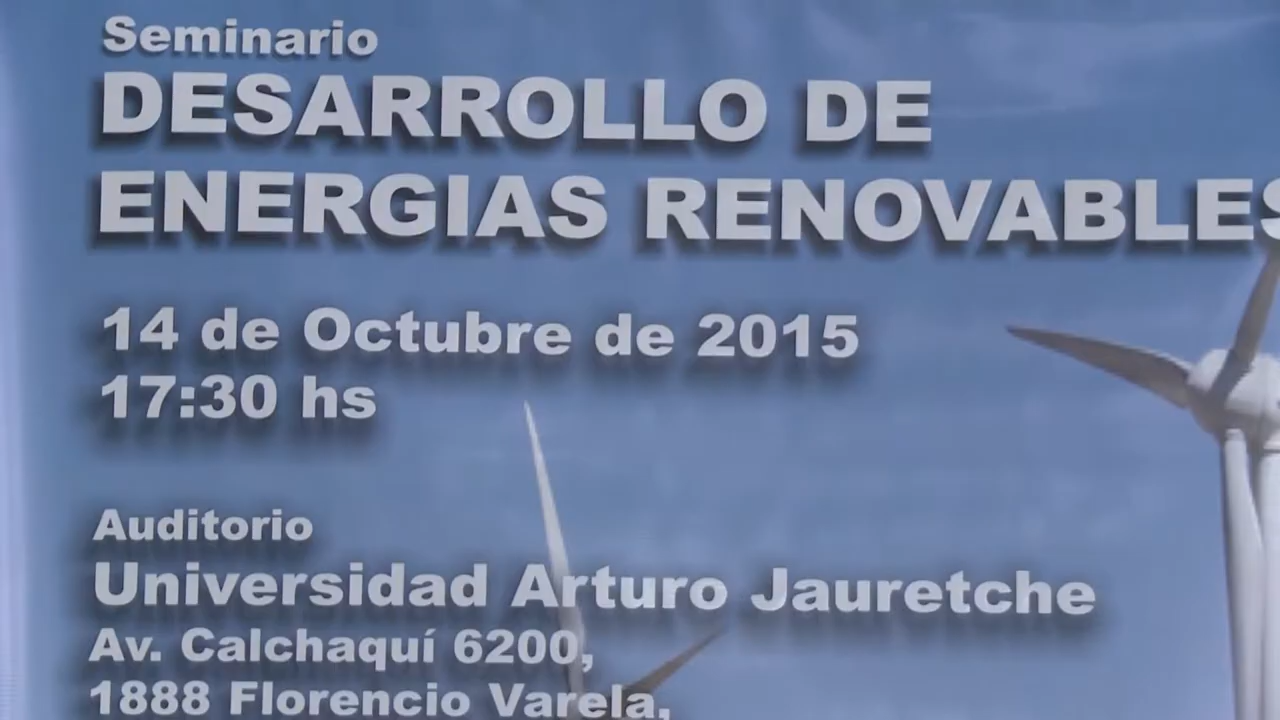 Seminario
DESARROLLO DE
ENERGIAS RENOVABLES
14 de Octubre de 2015
17:30 hs
Auditorio
Universidad Arturo Jauretche
Av. Calchaquí 6200,
1888 Florencio Varela,